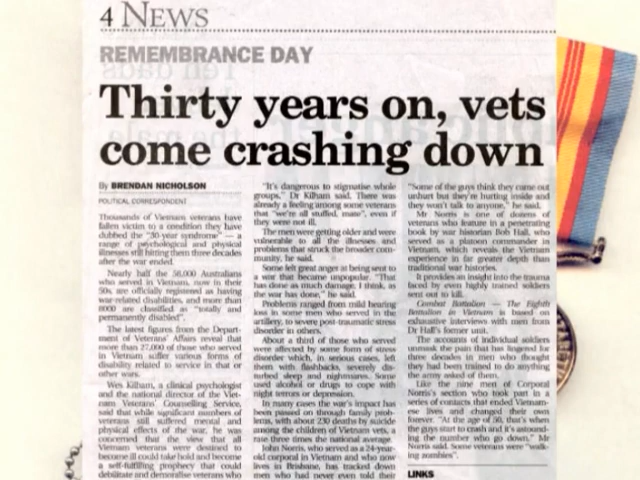 4 NEWS
REMEMBRANCE DAY
Thirty years on, vets
come crashing down
By BRENDAN NICHOLSON
POLITICAL CORRESPONDENT
Thousands of Vietnam veterans have
fallen victim to a condition they have
dubbed the "30-year syndrome" — a
range of psychological and physical
illnesses still hitting them three decades
after the war ended.
Nearly half the 58,000 Australians
who served in Vietnam, now in their
50s, are officially registered as having
war-related disabilities, and more than
8000 are classified as "totally and
permanently disabled".
The latest figures from the Depart-
ment of Veterans' Affairs reveal that
more than 27,000 of those who served
in Vietnam suffer various forms of
disability related to service in that or
other wars.
Wes Kilham, a clinical psychologist
and the national director of the Viet-
nam Veterans' Counselling Service,
said that while significant numbers of
veterans still suffered mental and
physical effects of the war, he was
concerned that the view that all
Vietnam veterans were destined to
become ill could take hold and become
a self-fulfilling prophecy that could
debilitate and demoralise veterans who
"It's dangerous to stigmatise whole
groups," Dr Kilham said. There was
already a feeling among some veterans
that "we're all stuffed, mate", even if
they were not ill.
The men were getting older and were
vulnerable to all the illnesses and
problems that struck the broader com-
munity, he said.
Some felt great anger at being sent to
a war that became unpopular. "That
has done as much damage, I think, as
the war has done," he said.
Problems ranged from mild hearing
loss in some men who served in the
artillery, to severe post-traumatic stress
disorder in others.
About a third of those who served
were affected by some form of stress
disorder which, in serious cases, left
them with flashbacks, severely dis-
turbed sleep and nightmares. Some
used alcohol or drugs to cope with
night terrors or depression.
In many cases the war's impact has
been passed on through family prob-
lems, with about 230 deaths by suicide
among the children of Vietnam vets, a
rate three times the national average.
John Norris, who served as a 24-year-
old corporal in Vietnam and who now
lives in Brisbane, has tracked down
men who had never even told their
"Some of the guys think they came out
unhurt but they're hurting inside and
they won't talk to anyone," he said.
Mr Norris is one of dozens of
veterans who feature in a penetrating
book by war historian Bob Hall, who
served as a platoon commander in
Vietnam, which reveals the Vietnam
experience in far greater depth than
traditional war histories.
It provides an insight into the trauma
faced by even highly trained soldiers
sent out to kill.
Combat Battalion — The Eighth
Battalion in Vietnam is based on
exhaustive interviews with men from
Dr Hall's former unit.
The accounts of individual soldiers
unmask the pain that has lingered for
three decades in men who thought
they had been trained to do anything
the army asked of them.
Like the nine men of Corporal
Norris's section who took part in a
series of contacts that ended Vietnam-
ese lives and changed their own
forever. "At the age of 50, that's when
the guys start to crash and it's astound-
ing the number who go down," Mr
Norris said. Some veterans were "walk-
ing zombies".
LINKS